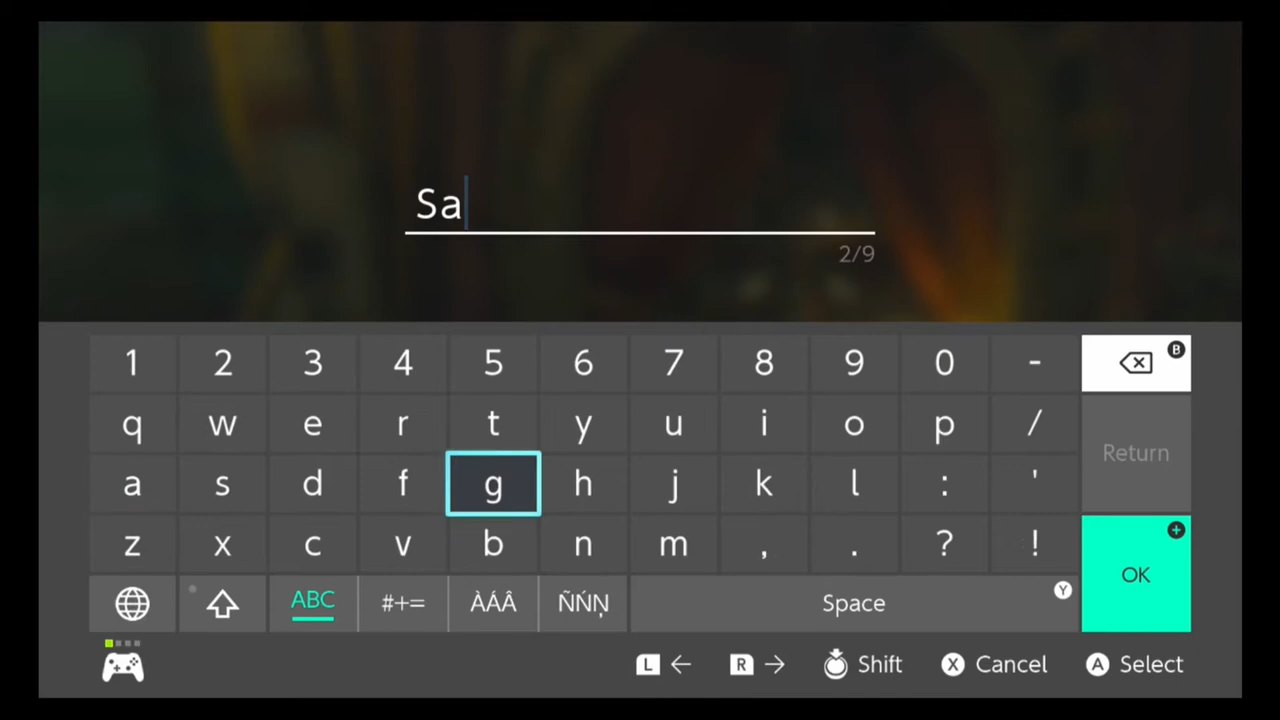 Sa
2/9
1 2 3 4 5 6 7 8 9 0 - B
q w e r t y u i o p / Return
a s d f g h j k l : '
z x c v b n m , . ? ! OK +
ABC #+= ÀÁÂ ÑŃŅ Space Y
L ← R → Shift X Cancel A Select